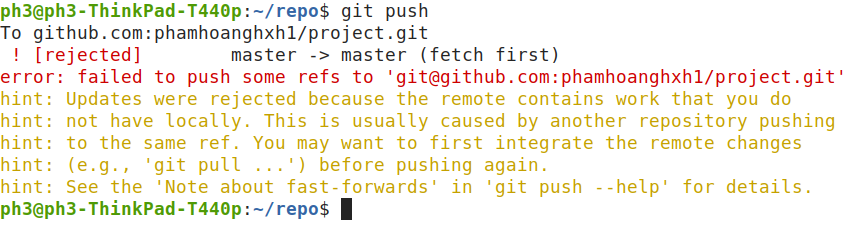 ph3@ph3-ThinkPad-T440p:~/repo$ git push
To github.com:phamhoanghxh1/project.git
 ! [rejected]        master -> master (fetch first)
error: failed to push some refs to 'git@github.com:phamhoanghxh1/project.git'
hint: Updates were rejected because the remote contains work that you do
hint: not have locally. This is usually caused by another repository pushing
hint: to the same ref. You may want to first integrate the remote changes
hint: (e.g., 'git pull ...') before pushing again.
hint: See the 'Note about fast-forwards' in 'git push --help' for details.
ph3@ph3-ThinkPad-T440p:~/repo$